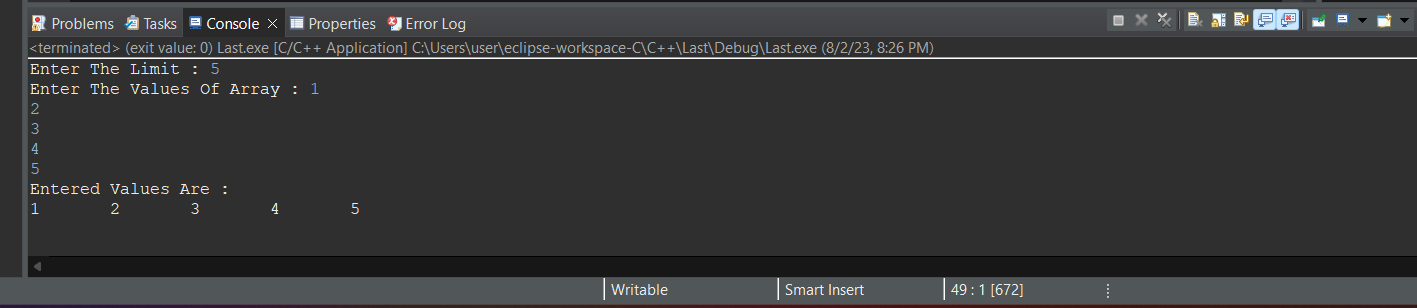 Problems Tasks Console Properties Error Log
<terminated> (exit value: 0) Last.exe [C/C++ Application] C:\Users\user\eclipse-workspace-C\C++\Last\Debug\Last.exe (8/2/23, 8:26 PM)
Enter The Limit : 5
Enter The Values Of Array : 1
2
3
4
5
Entered Values Are :
1 2 3 4 5
Writable Smart Insert 49 : 1 [672]